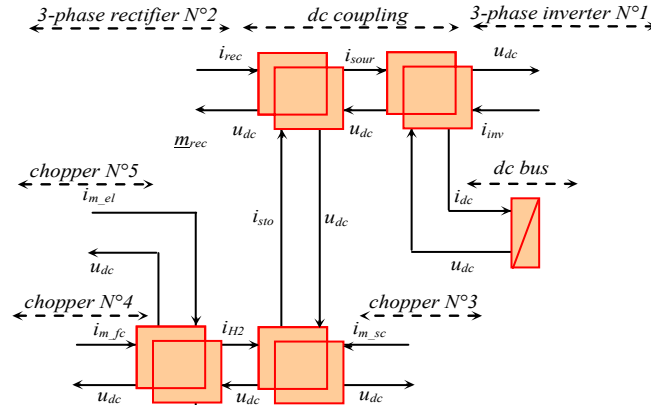 3-phase rectifier N°2 dc coupling 3-phase inverter N°1
i_rec i_sour u_dc
u_dc u_dc i_inv
m_rec
chopper N°5 dc bus
i_m_el i_dc
i_sto u_dc
u_dc u_dc
chopper N°4 chopper N°3
i_m_fc i_H2 i_m_sc
u_dc u_dc u_dc